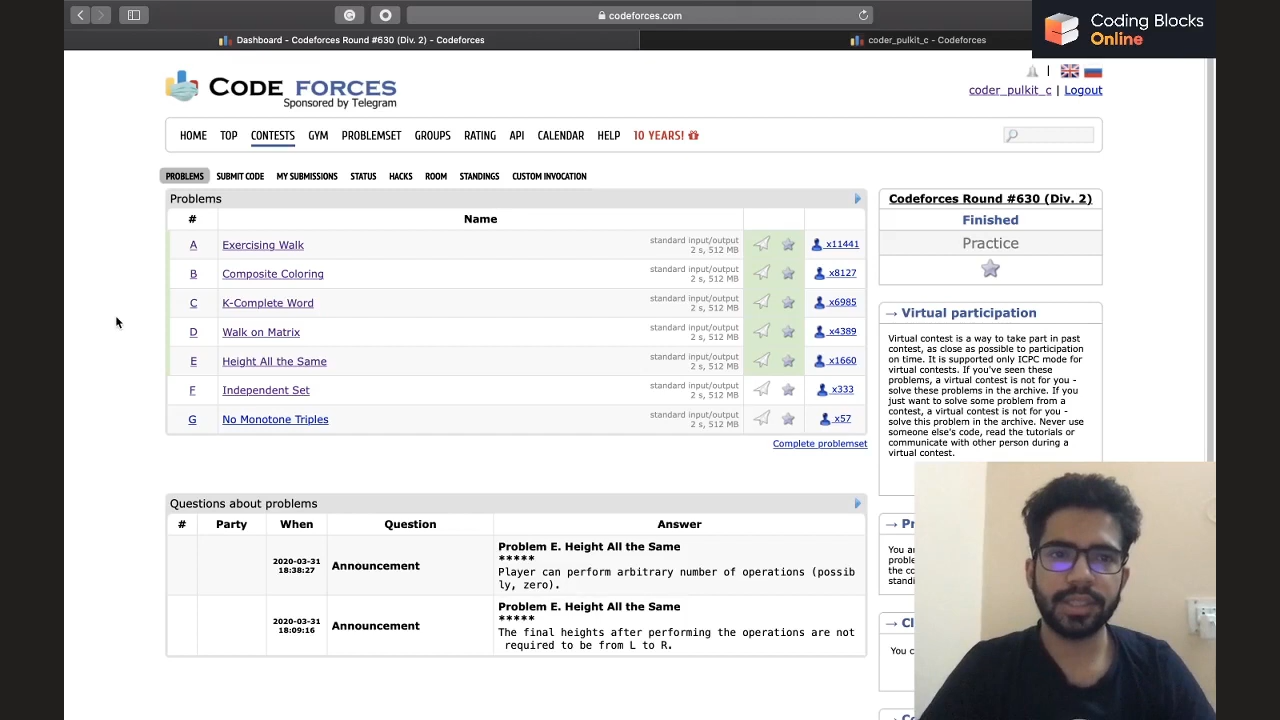 codeforces.com
Dashboard - Codeforces Round #630 (Div. 2) - Codeforces
coder_pulkit_c - Codeforces
Coding Blocks
Online
CODE FORCES
Sponsored by Telegram
coder_pulkit_c | Logout
HOME TOP CONTESTS GYM PROBLEMSET GROUPS RATING API CALENDAR HELP 10 YEARS!
PROBLEMS SUBMIT CODE MY SUBMISSIONS STATUS HACKS ROOM STANDINGS CUSTOM INVOCATION
Problems
# Name
A Exercising Walk standard input/output 2 s, 512 MB x11441
B Composite Coloring standard input/output 2 s, 512 MB x8127
C K-Complete Word standard input/output 2 s, 512 MB x6985
D Walk on Matrix standard input/output 2 s, 512 MB x4389
E Height All the Same standard input/output 2 s, 512 MB x1660
F Independent Set standard input/output 2 s, 512 MB x333
G No Monotone Triples standard input/output 2 s, 512 MB x57
Complete problemset
Codeforces Round #630 (Div. 2)
Finished
Practice
→ Virtual participation
Virtual contest is a way to take part in past
contest, as close as possible to participation
on time. It is supported only ICPC mode for
virtual contests. If you've seen these
problems, a virtual contest is not for you -
solve these problems in the archive. If you
just want to solve some problem from a
contest, a virtual contest is not for you -
solve this problem in the archive. Never use
someone else's code, read the tutorials or
communicate with other person during a
virtual contest.
Questions about problems
# Party When Question Answer
2020-03-31
18:38:27
Announcement
Problem E. Height All the Same
*****
Player can perform arbitrary number of operations (possib
ly, zero).
2020-03-31
18:09:16
Announcement
Problem E. Height All the Same
*****
The final heights after performing the operations are not
required to be from L to R.
→ Pr
You
proble
the co
standi
→ Cl
You c